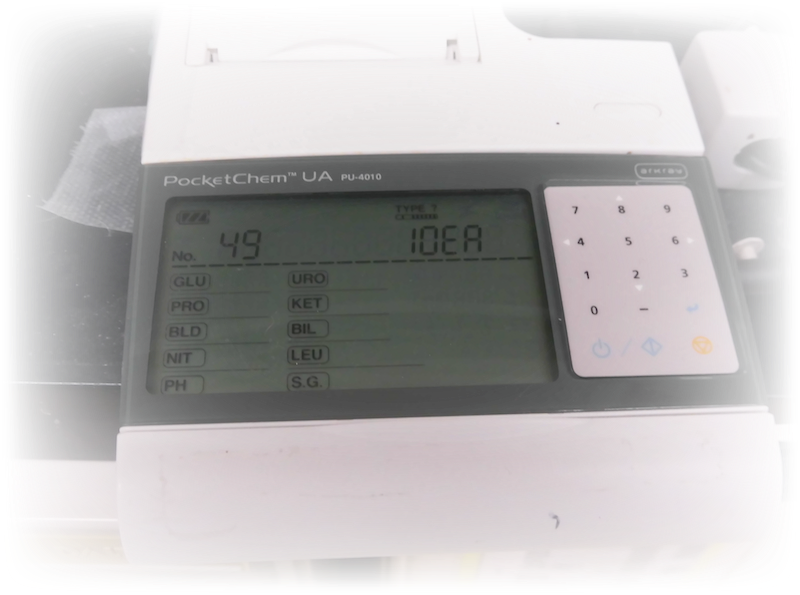 PocketChem™ UA PU-4010
arkray
TYPE ?
No. 49 10EA
GLU URO
PRO KET
BLD BIL
NIT LEU
PH S.G.
7 8 9
4 5 6
1 2 3
0 –